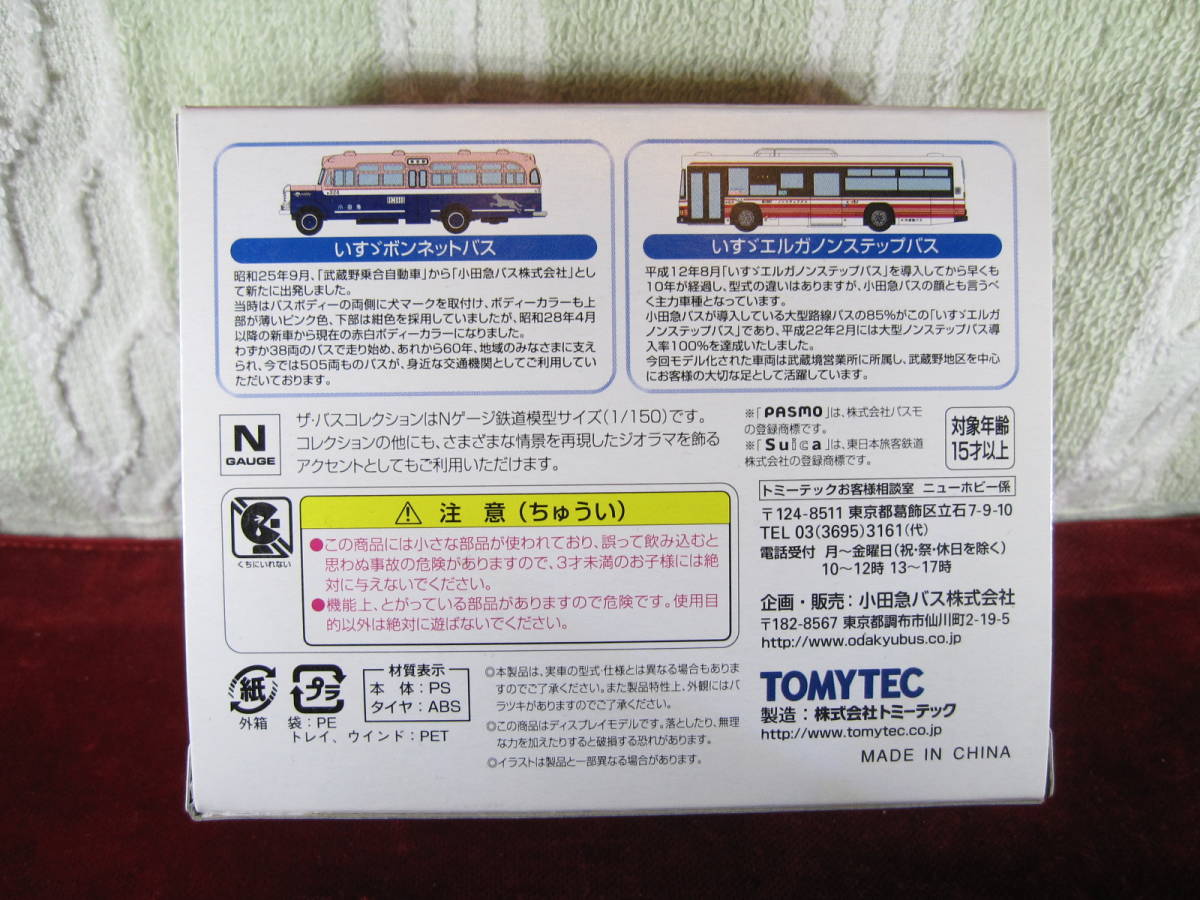 いすゞボンネットバス
昭和25年9月、「武蔵野乗合自動車」から「小田急バス株式会社」とし
て新たに出発しました。
当時はバスボディーの両側に犬マークを取付け、ボディーカラーも上
部が薄いピンク色、下部は紺色を採用していましたが、昭和28年4月
以降の新車から現在の赤白ボディーカラーになりました。
わずか38両のバスで走り始め、あれから60年、地域のみなさまに支え
られ、今では505両ものバスが、身近な交通機関としてご利用してい
ただいております。
いすゞエルガノンステップバス
平成12年8月「いすゞエルガノンステップバス」を導入してから早くも
10年が経過し、型式の違いはありますが、小田急バスの顔とも言うべ
く主力車種となっています。
小田急バスが導入している大型路線バスの85%がこの「いすゞエルガ
ノンステップバス」であり、平成22年2月には大型ノンステップバス導
入率100%を達成いたしました。
今回モデル化された車両は武蔵境営業所に所属し、武蔵野地区を中心
にお客様の大切な足として活躍しています。
N
GAUGE
ザ・バスコレクションはNゲージ鉄道模型サイズ(1/150)です。
コレクションの他にも、さまざまな情景を再現したジオラマを飾る
アクセントとしてもご利用いただけます。
※「PASMO」は、株式会社パスモ
の登録商標です。
※「Suica」は、東日本旅客鉄道
株式会社の登録商標です。
対象年齢
15才以上
くちにいれない
⚠ 注 意(ちゅうい)
●この商品には小さな部品が使われており、誤って飲み込むと
思わぬ事故の危険がありますので、3才未満のお子様には絶
対に与えないでください。
●機能上、とがっている部品がありますので危険です。使用目
的以外は絶対に遊ばないでください。
トミーテックお客様相談室 ニューホビー係
〒124-8511 東京都葛飾区立石7-9-10
TEL 03(3695)3161(代)
電話受付 月~金曜日(祝・祭・休日を除く)
10~12時 13~17時
企画・販売:小田急バス株式会社
〒182-8567 東京都調布市仙川町2-19-5
http://www.odakyubus.co.jp
紙
外箱
プラ
袋:PE
トレイ、ウインド:PET
材質表示
本 体:PS
タイヤ:ABS
◎本製品は、実車の型式・仕様とは異なる場合もありま
すのでご了承ください。また製品特性上、外観にはバ
ラツキがありますのでご了承ください。
◎この商品はディスプレイモデルです。落としたり、無理
な力を加えたりすると破損する恐れがあります。
◎イラストは製品と一部異なる場合があります。
TOMYTEC
製造:株式会社トミーテック
http://www.tomytec.co.jp
MADE IN CHINA